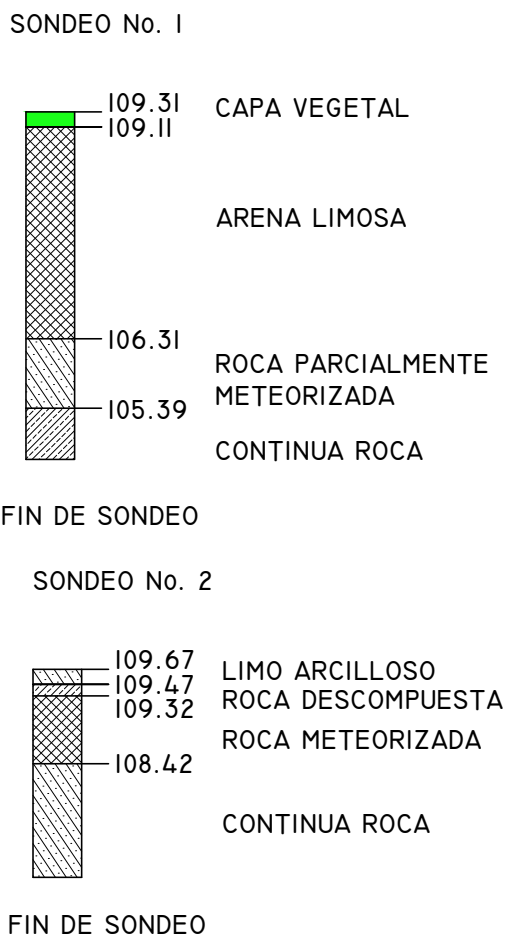 SONDEO No. 1
109.31 CAPA VEGETAL
109.11
ARENA LIMOSA
106.31
ROCA PARCIALMENTE
METEORIZADA
105.39
CONTINUA ROCA
FIN DE SONDEO
SONDEO No. 2
109.67
LIMO ARCILLOSO
109.47
ROCA DESCOMPUESTA
109.32
ROCA METEORIZADA
108.42
CONTINUA ROCA
FIN DE SONDEO